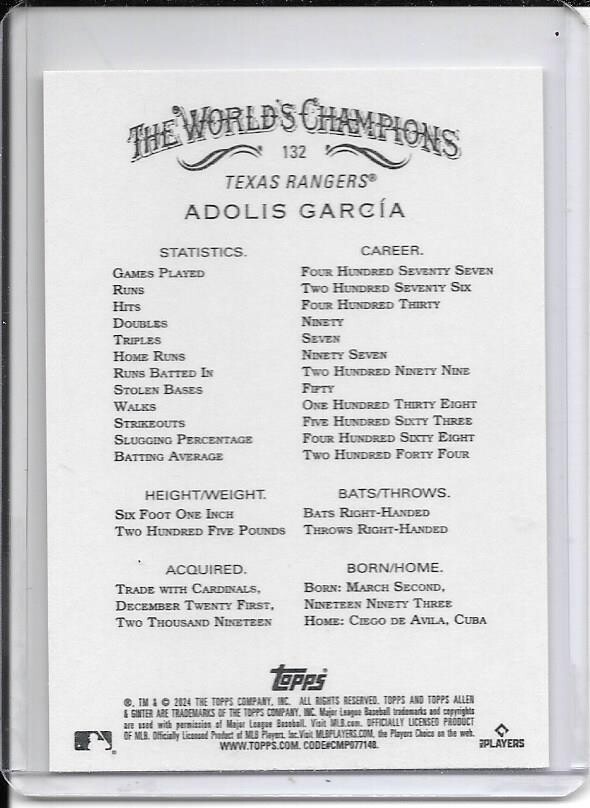 THE WORLD'S CHAMPIONS
132
TEXAS RANGERS®
ADOLIS GARCÍA
STATISTICS. CAREER.
GAMES PLAYED FOUR HUNDRED SEVENTY SEVEN
RUNS TWO HUNDRED SEVENTY SIX
HITS FOUR HUNDRED THIRTY
DOUBLES NINETY
TRIPLES SEVEN
HOME RUNS NINETY SEVEN
RUNS BATTED IN TWO HUNDRED NINETY NINE
STOLEN BASES FIFTY
WALKS ONE HUNDRED THIRTY EIGHT
STRIKEOUTS FIVE HUNDRED SIXTY THREE
SLUGGING PERCENTAGE FOUR HUNDRED SIXTY EIGHT
BATTING AVERAGE TWO HUNDRED FORTY FOUR
HEIGHT/WEIGHT. BATS/THROWS.
SIX FOOT ONE INCH BATS RIGHT-HANDED
TWO HUNDRED FIVE POUNDS THROWS RIGHT-HANDED
ACQUIRED. BORN/HOME.
TRADE WITH CARDINALS, BORN: MARCH SECOND,
DECEMBER TWENTY FIRST, NINETEEN NINETY THREE
TWO THOUSAND NINETEEN HOME: CIEGO DE AVILA, CUBA
Topps®
®, TM & © 2024 THE TOPPS COMPANY, INC. ALL RIGHTS RESERVED. TOPPS AND TOPPS ALLEN
& GINTER ARE TRADEMARKS OF THE TOPPS COMPANY, INC. Major League Baseball trademarks and copyrights
are used with permission of Major League Baseball. Visit MLB.com. OFFICIALLY LICENSED PRODUCT
OF MLB. Officially Licensed Product of MLB Players, Inc. Visit MLBPLAYERS.COM, the Players Choice on the web.
WWW.TOPPS.COM. CODE#CMP077148.
PLAYERS